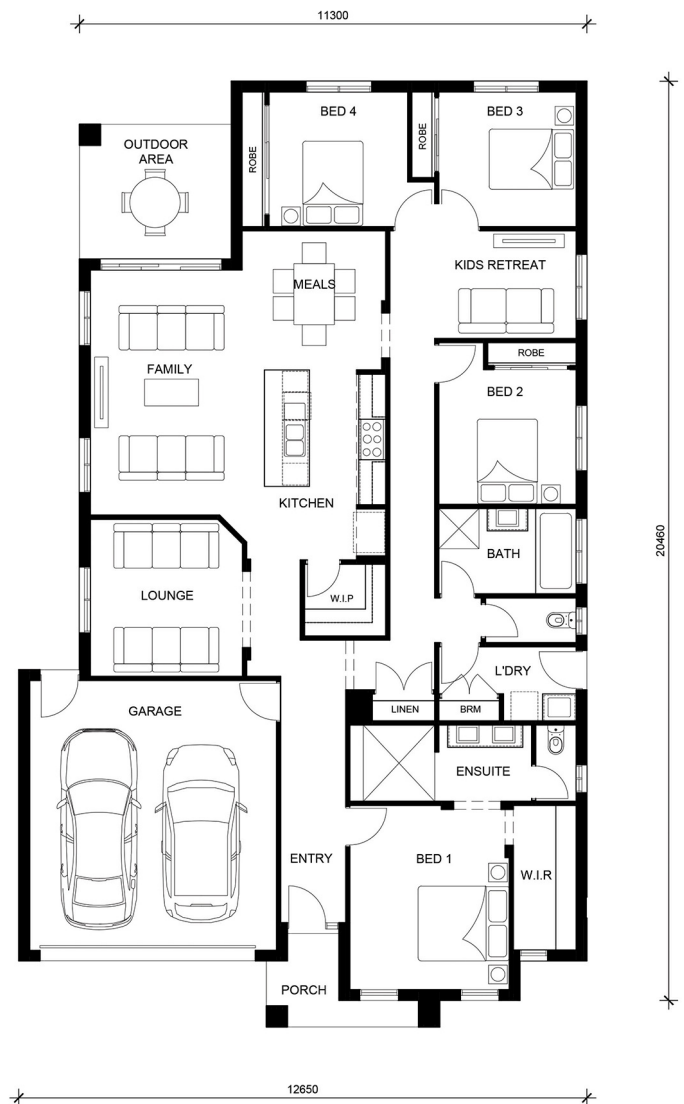 11300
BED 4
BED 3
ROBE
ROBE
OUTDOOR
AREA
KIDS RETREAT
MEALS
ROBE
FAMILY
BED 2
KITCHEN
20460
BATH
LOUNGE
W.I.P
L'DRY
LINEN
BRM
GARAGE
ENSUITE
ENTRY
BED 1
W.I.R
PORCH
12650